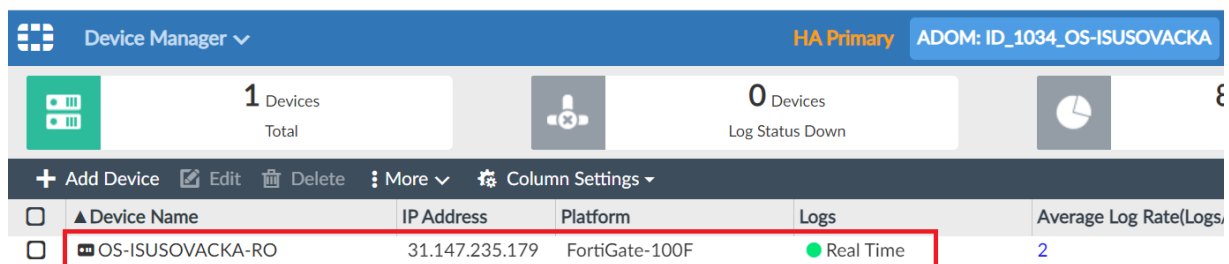 Device Manager HA Primary ADOM: ID_1034_OS-ISUSOVACKA
1 Devices 0 Devices
Total Log Status Down
Add Device Edit Delete More Column Settings
Device Name IP Address Platform Logs Average Log Rate(Logs/
OS-ISUSOVACKA-RO 31.147.235.179 FortiGate-100F Real Time 2